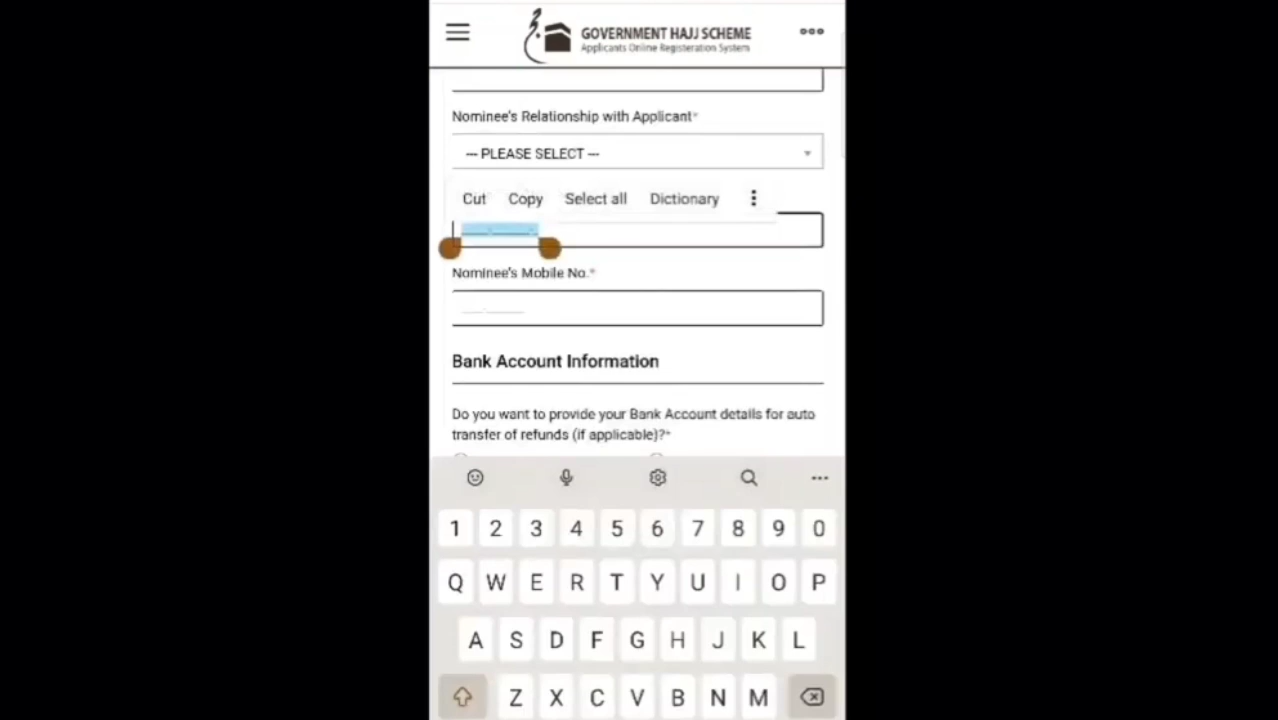 GOVERNMENT HAJJ SCHEME
Applicants Online Registeration System
Nominee's Relationship with Applicant*
--- PLEASE SELECT ---
Cut Copy Select all Dictionary
Nominee's Mobile No.*
Bank Account Information
Do you want to provide your Bank Account details for auto
transfer of refunds (if applicable)?*
1 2 3 4 5 6 7 8 9 0
Q W E R T Y U I O P
A S D F G H J K L
Z X C V B N M